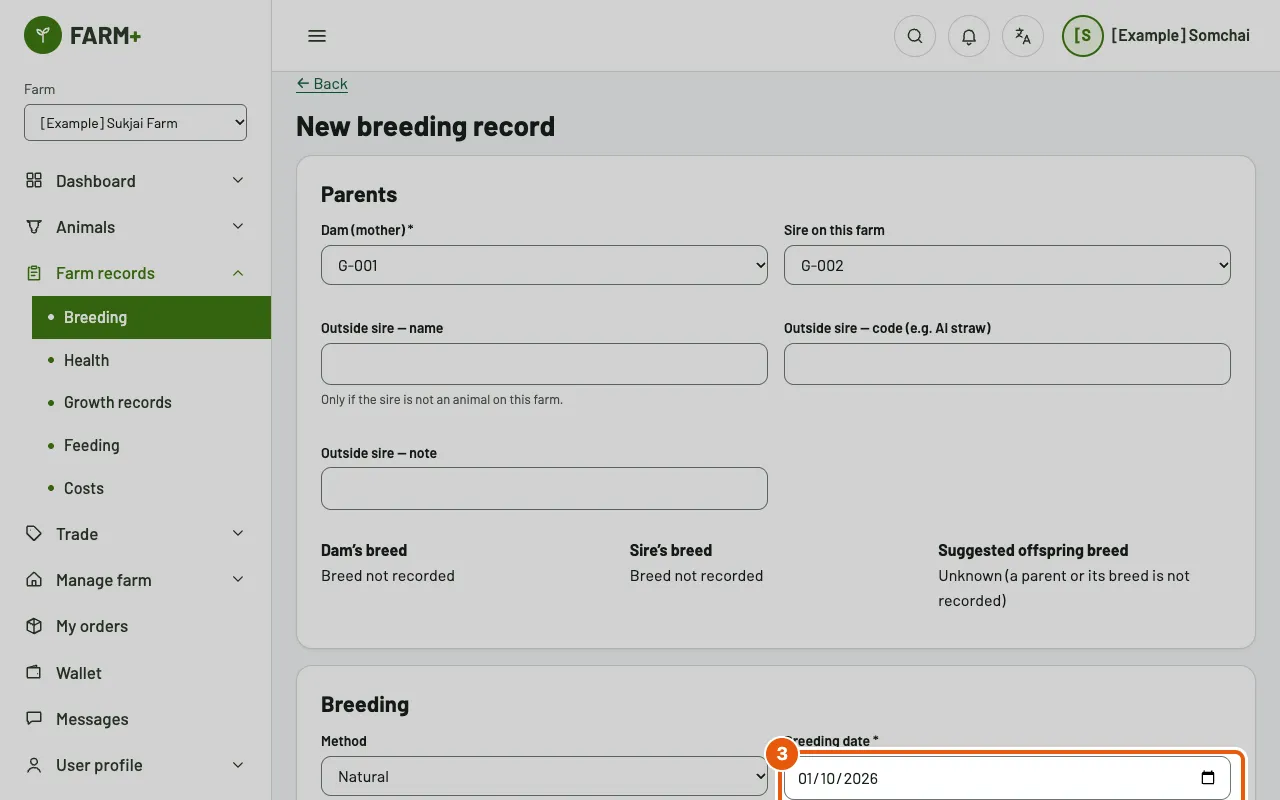 FARM+
[Example] Somchai
[S
Farm
[Example] Sukjai Farm
Dashboard
Animals
Farm records
Breeding
Health
Growth records
Feeding
Costs
Trade
Manage farm
My orders
Wallet
Messages
User profile
← Back
New breeding record
Parents
Dam (mother) *
Sire on this farm
G-001
G-002
Outside sire – name
Outside sire – code (e.g. AI straw)
Only if the sire is not an animal on this farm.
Outside sire – note
Dam's breed
Sire's breed
Suggested offspring breed
Breed not recorded
Breed not recorded
Unknown (a parent or its breed is not
recorded)
Breeding
Method
Breeding date *
3
Natural
01/10/2026